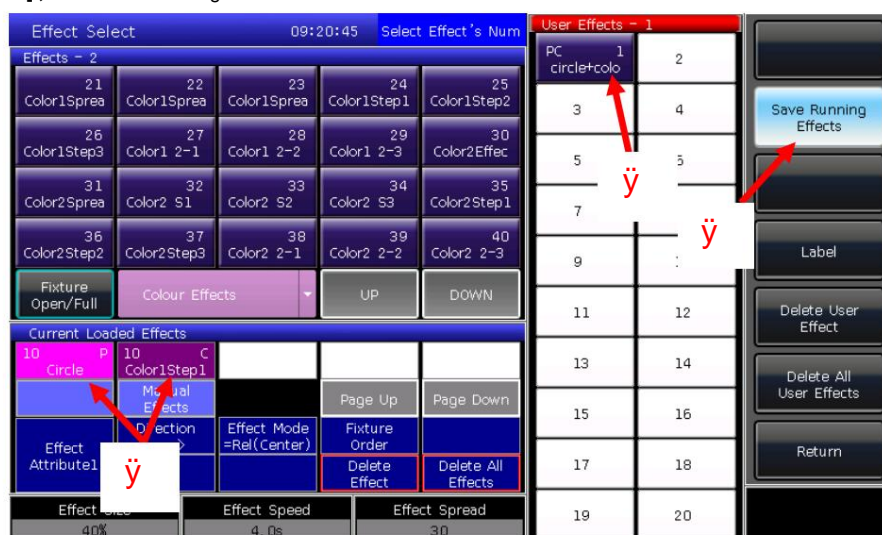 Effect Select 09:20:45 Select Effect's Num
Effects - 2
21 22 23 24 25
Color1Sprea Color1Sprea Color1Sprea Color1Step1 Color1Step2
26 27 28 29 30
Color1Step3 Color1 2-1 Color1 2-2 Color1 2-3 Color2Effec
31 32 33 34 35
Color2Sprea Color2 S1 Color2 S2 Color2 S3 Color2Step1
36 37 38 39 40
Color2Step2 Color2Step3 Color2 2-1 Color2 2-2 Color2 2-3
Fixture
Open/Full
Colour Effects
UP
DOWN
Current Loaded Effects
10 P 10 C
Circle Color1Step1
Manual
Effects
Page Up
Page Down
Effect
Attribute1
Direction
Effect Mode
=Rel(Center)
Fixture
Order
Delete
Effect
Delete All
Effects
ÿ
Effect Size Effect Speed Effect Spread
40% 4.0s 30
User Effects - 1
PC 1
circle+colo
2
3 4
5 6
ÿ
7
ÿ
9
11 12
13 14
15 16
17 18
19 20
Save Running
Effects
Label
Delete User
Effect
Delete All
User Effects
Return